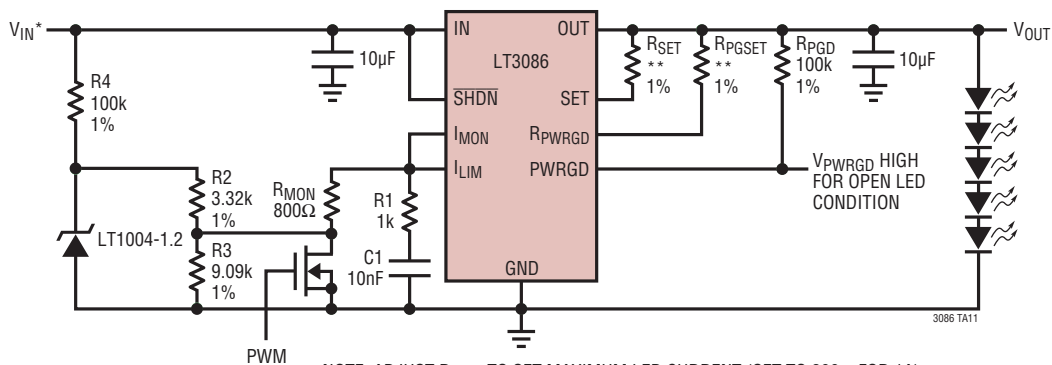 VIN*
IN
OUT
VOUT
LT3086
10µF
RSET
**
1%
RPGSET
**
1%
RPGD
100k
1%
10µF
R4
100k
1%
SHDN
SET
IMON
RPWRGD
ILIM
PWRGD
VPWRGD HIGH
FOR OPEN LED
CONDITION
R2
3.32k
1%
RMON
800Ω
R1
1k
LT1004-1.2
R3
9.09k
1%
C1
10nF
GND
3086 TA11
PWM